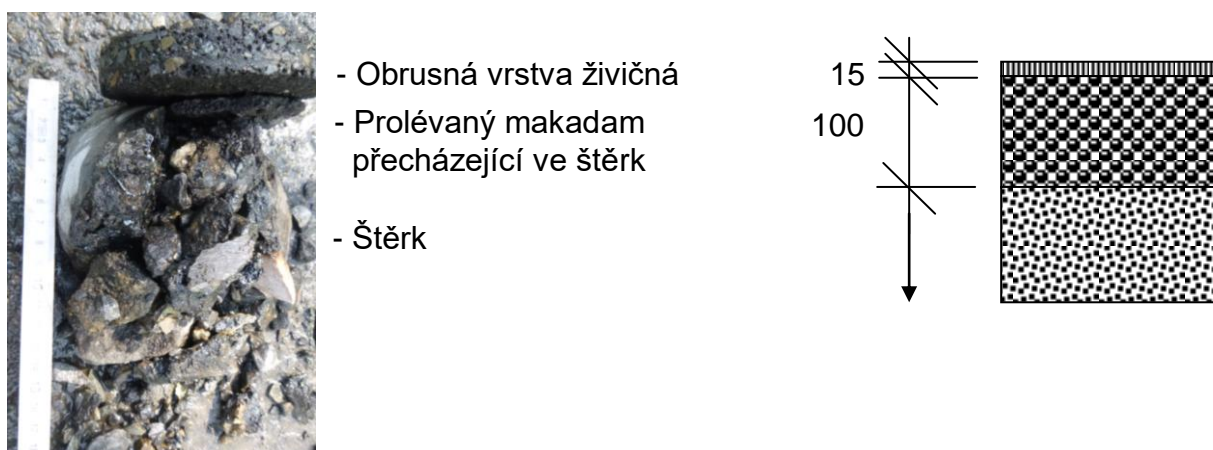 - Obrusná vrstva živičná 15
- Prolévaný makadam 100
přecházející ve štěrk
- Štěrk